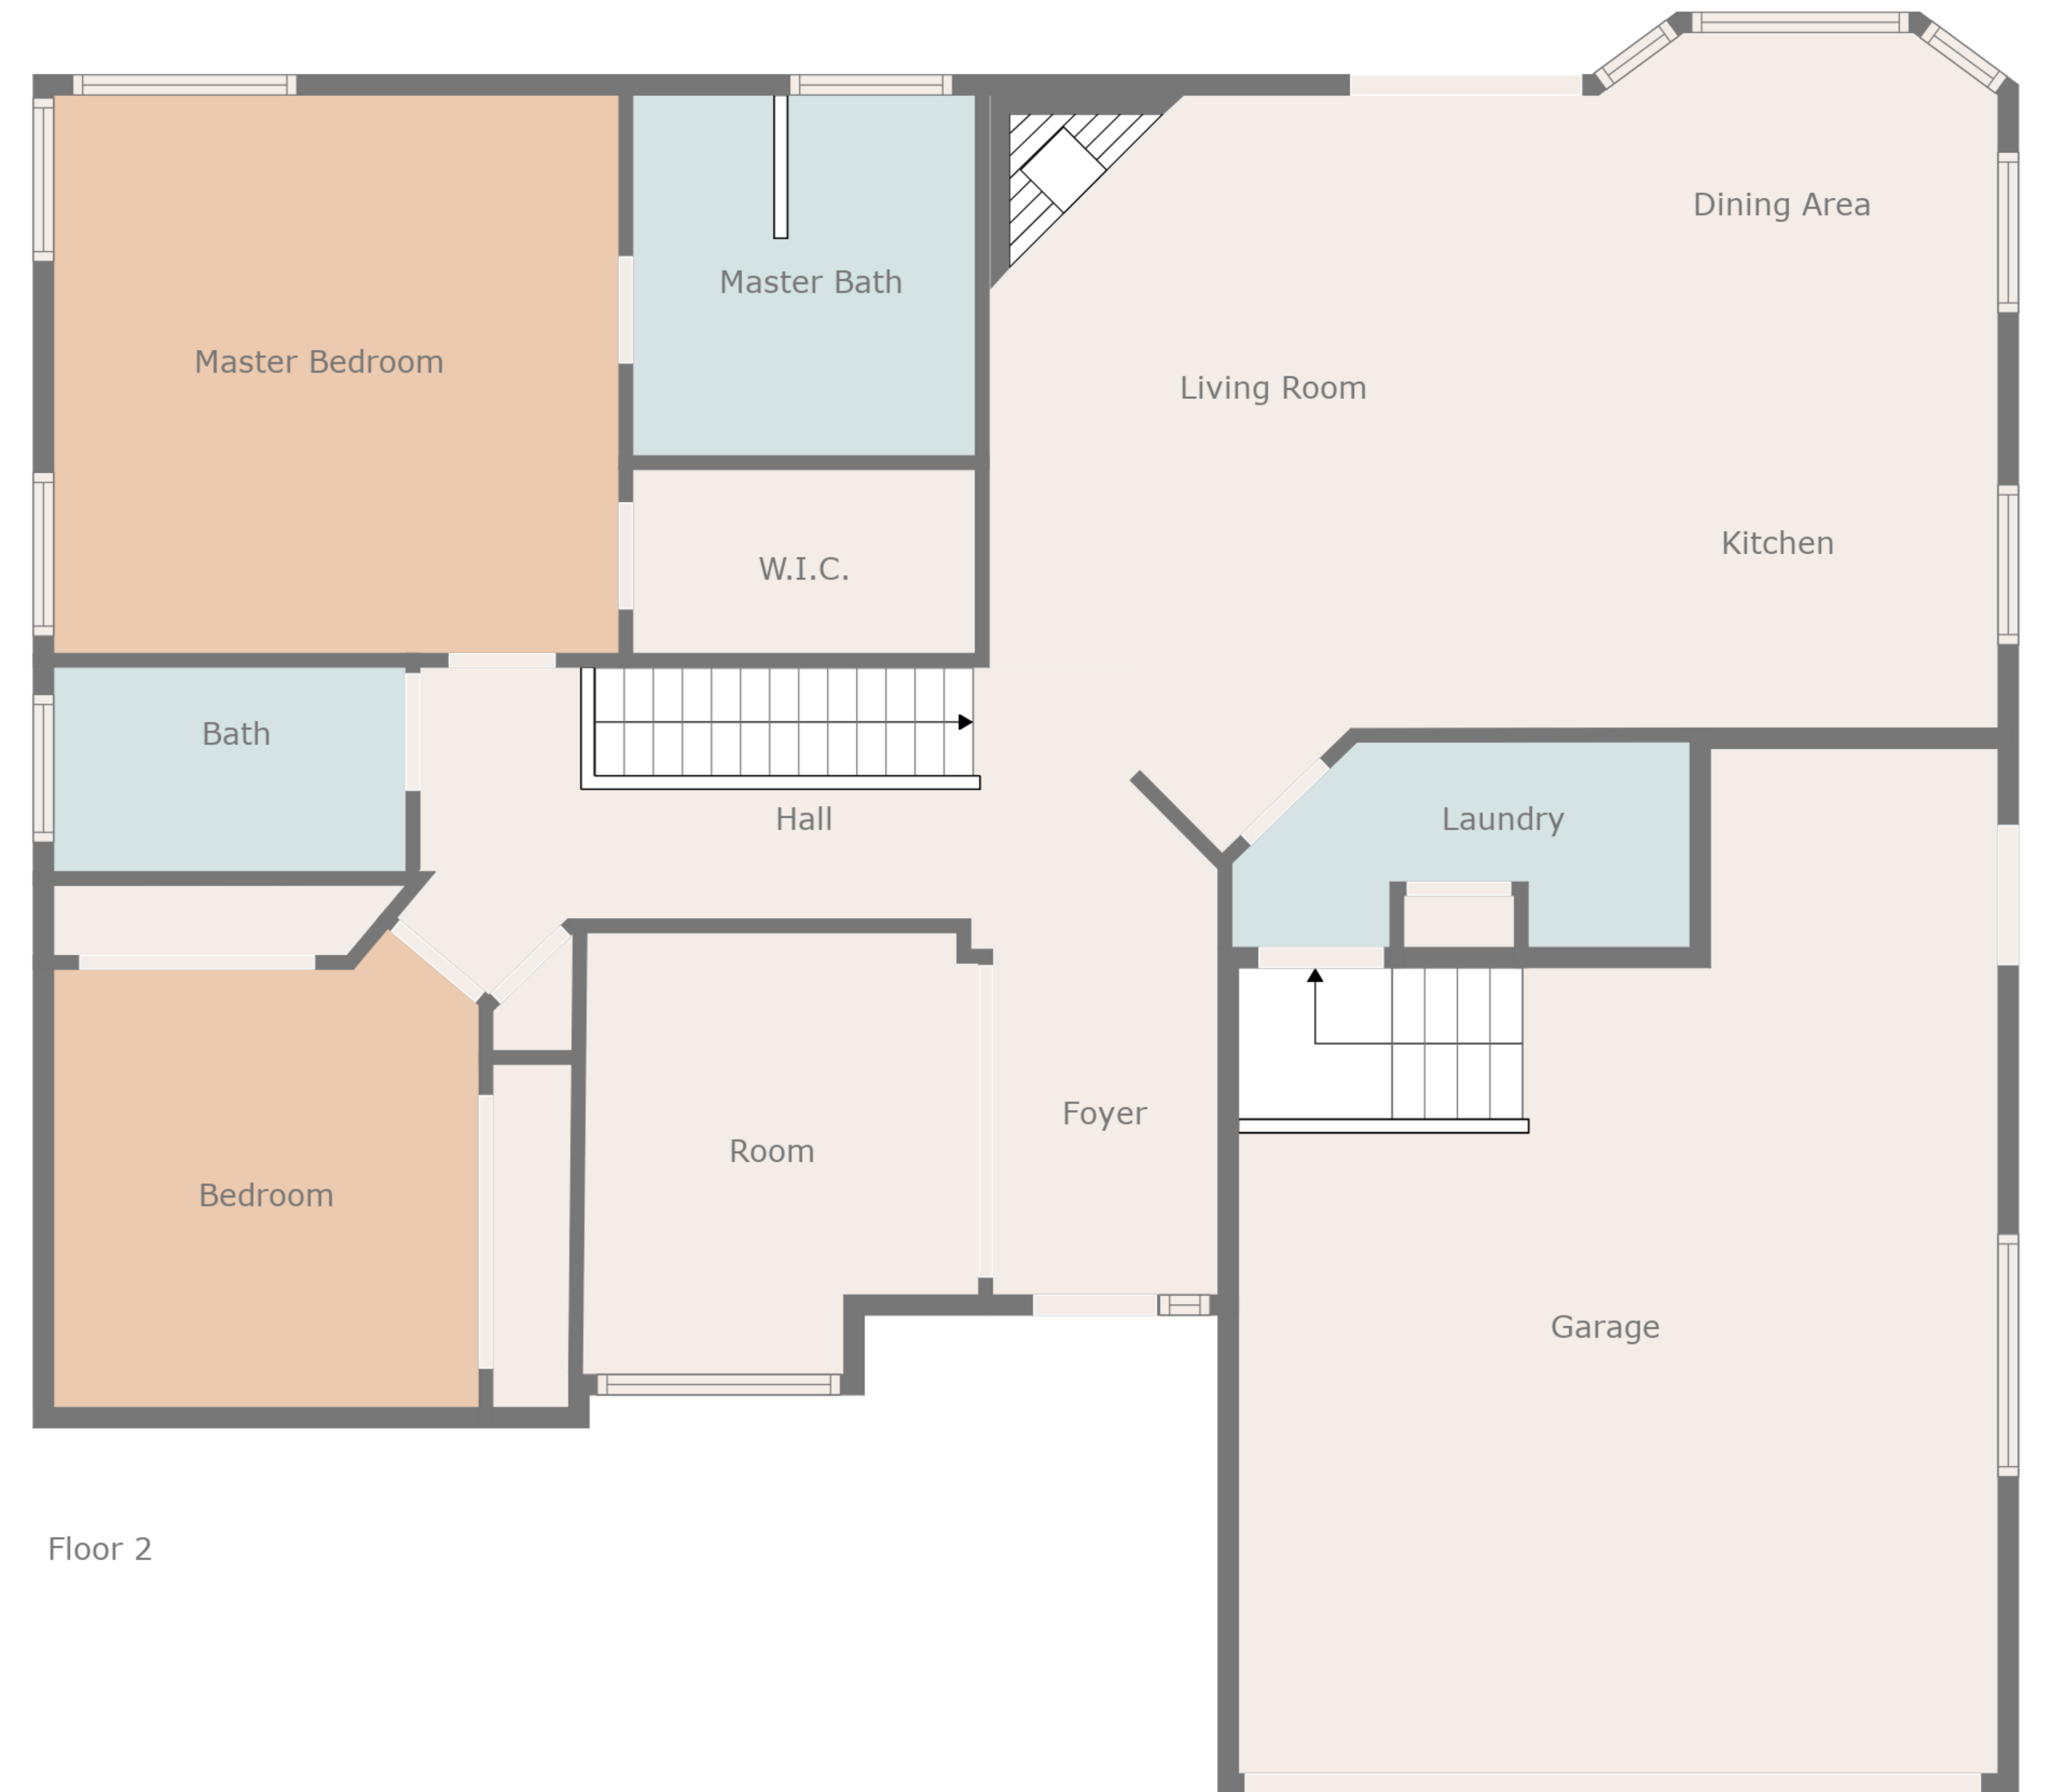 Dining Area
Master Bath
Master Bedroom
Living Room
Kitchen
W.I.C.
Bath
Hall
Laundry
Foyer
Room
Bedroom
Garage
Floor 2